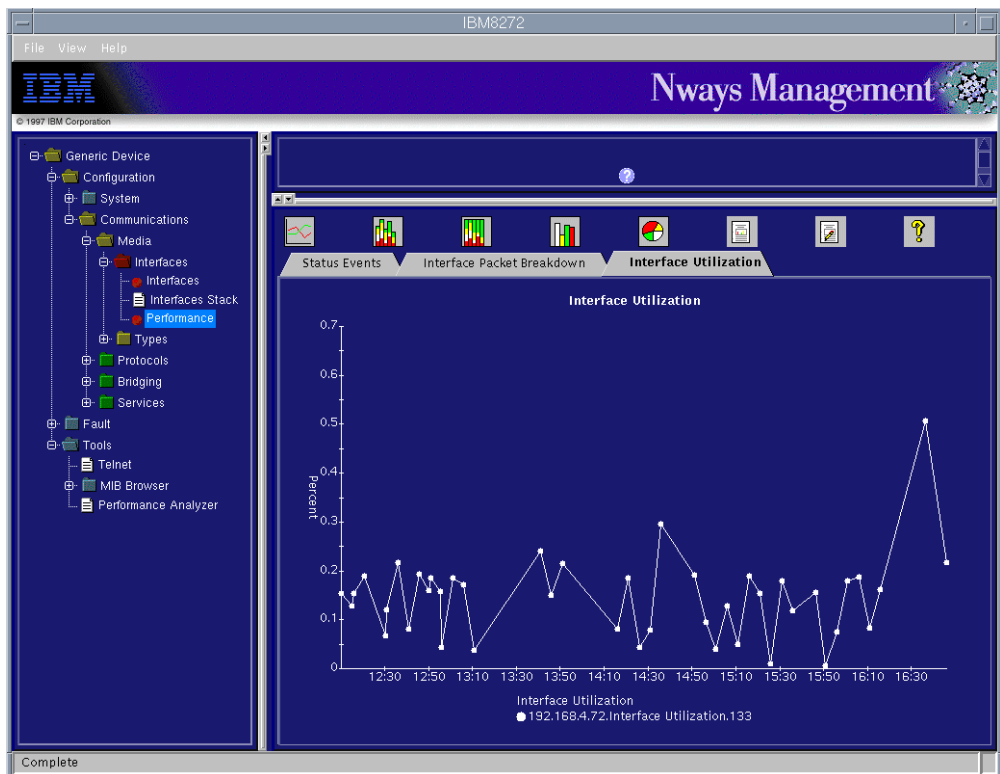 IBM8272
File View Help
IBM
Nways Management
© 1997 IBM Corporation
Generic Device
Configuration
System
Communications
Media
Interfaces
Interfaces
Interfaces Stack
Performance
Types
Protocols
Bridging
Services
Fault
Tools
Telnet
MIB Browser
Performance Analyzer
?
?
Status Events
Interface Packet Breakdown
Interface Utilization
Interface Utilization
0.7
0.6
0.5
0.4
0.3
0.2
0.1
0
Percent
12:30 12:50 13:10 13:30 13:50 14:10 14:30 14:50 15:10 15:30 15:50 16:10 16:30
Interface Utilization
192.168.4.72.Interface Utilization.133
Complete